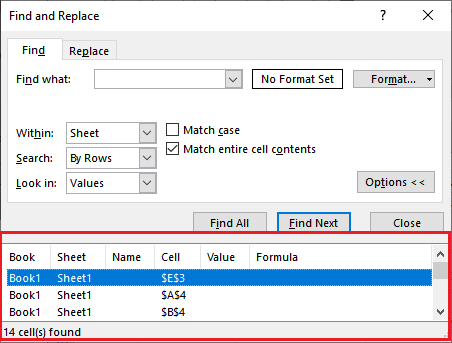 Find and Replace
Find Replace
Find what: No Format Set Format...
Within: Sheet Match case
Search: By Rows Match entire cell contents
Look in: Values Options <<
Find All Find Next Close
Book Sheet Name Cell Value Formula
Book1 Sheet1 $E$3
Book1 Sheet1 $A$4
Book1 Sheet1 $B$4
14 cell(s) found